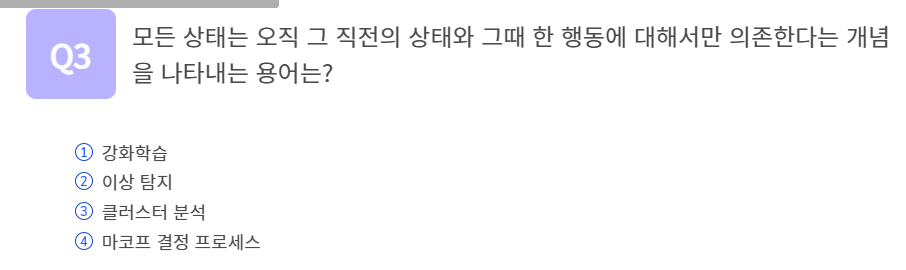 Q3
모든 상태는 오직 그 직전의 상태와 그때 한 행동에 대해서만 의존한다는 개념
을 나타내는 용어는?
① 강화학습
② 이상 탐지
③ 클러스터 분석
④ 마코프 결정 프로세스